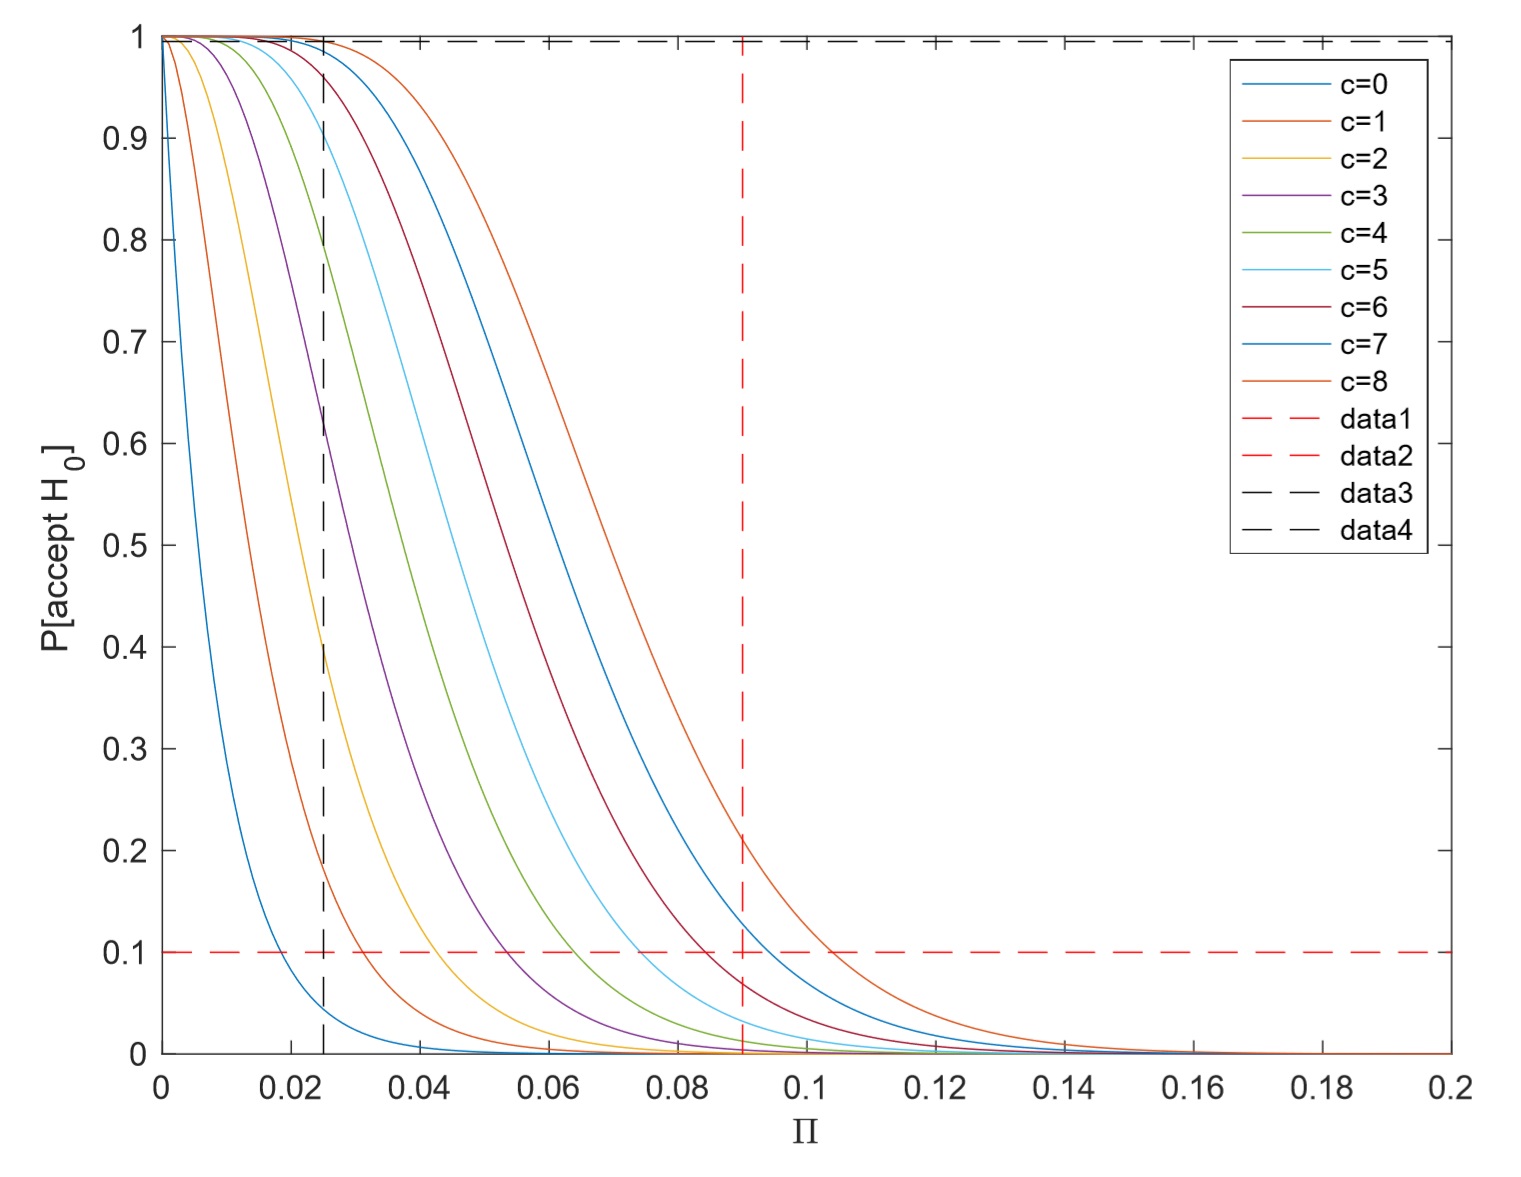 1
0.9
0.8
0.7
0.6
0.5
0.4
0.3
0.2
0.1
0
P[accept H0]
0 0.02 0.04 0.06 0.08 0.1 0.12 0.14 0.16 0.18 0.2
Π
c=0
c=1
c=2
c=3
c=4
c=5
c=6
c=7
c=8
data1
data2
data3
data4